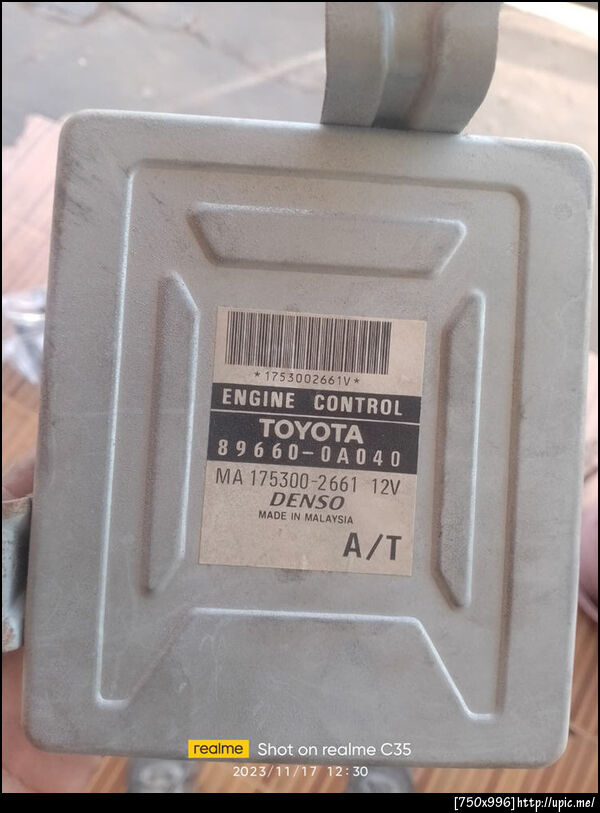 *1753002661V*
ENGINE CONTROL
TOYOTA
89660-0A040
MA 175300-2661 12V
DENSO
MADE IN MALAYSIA
A/T
realme Shot on realme C35
2023/11/17 12:30
[750x996]http://upic.me/